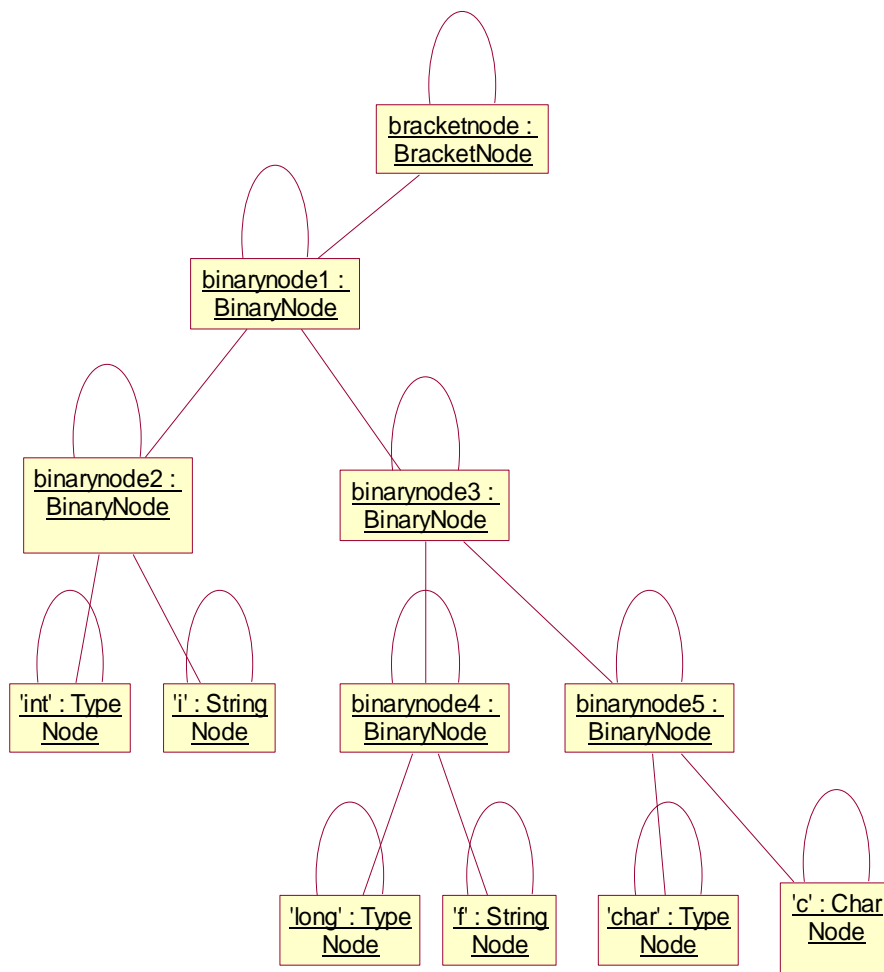 bracketnode :
BracketNode
binarynode1 :
BinaryNode
binarynode2 :
BinaryNode
binarynode3 :
BinaryNode
'int' : Type
Node
'i' : String
Node
binarynode4 :
BinaryNode
binarynode5 :
BinaryNode
'long' : Type
Node
'f' : String
Node
'char' : Type
Node
'c' : Char
Node